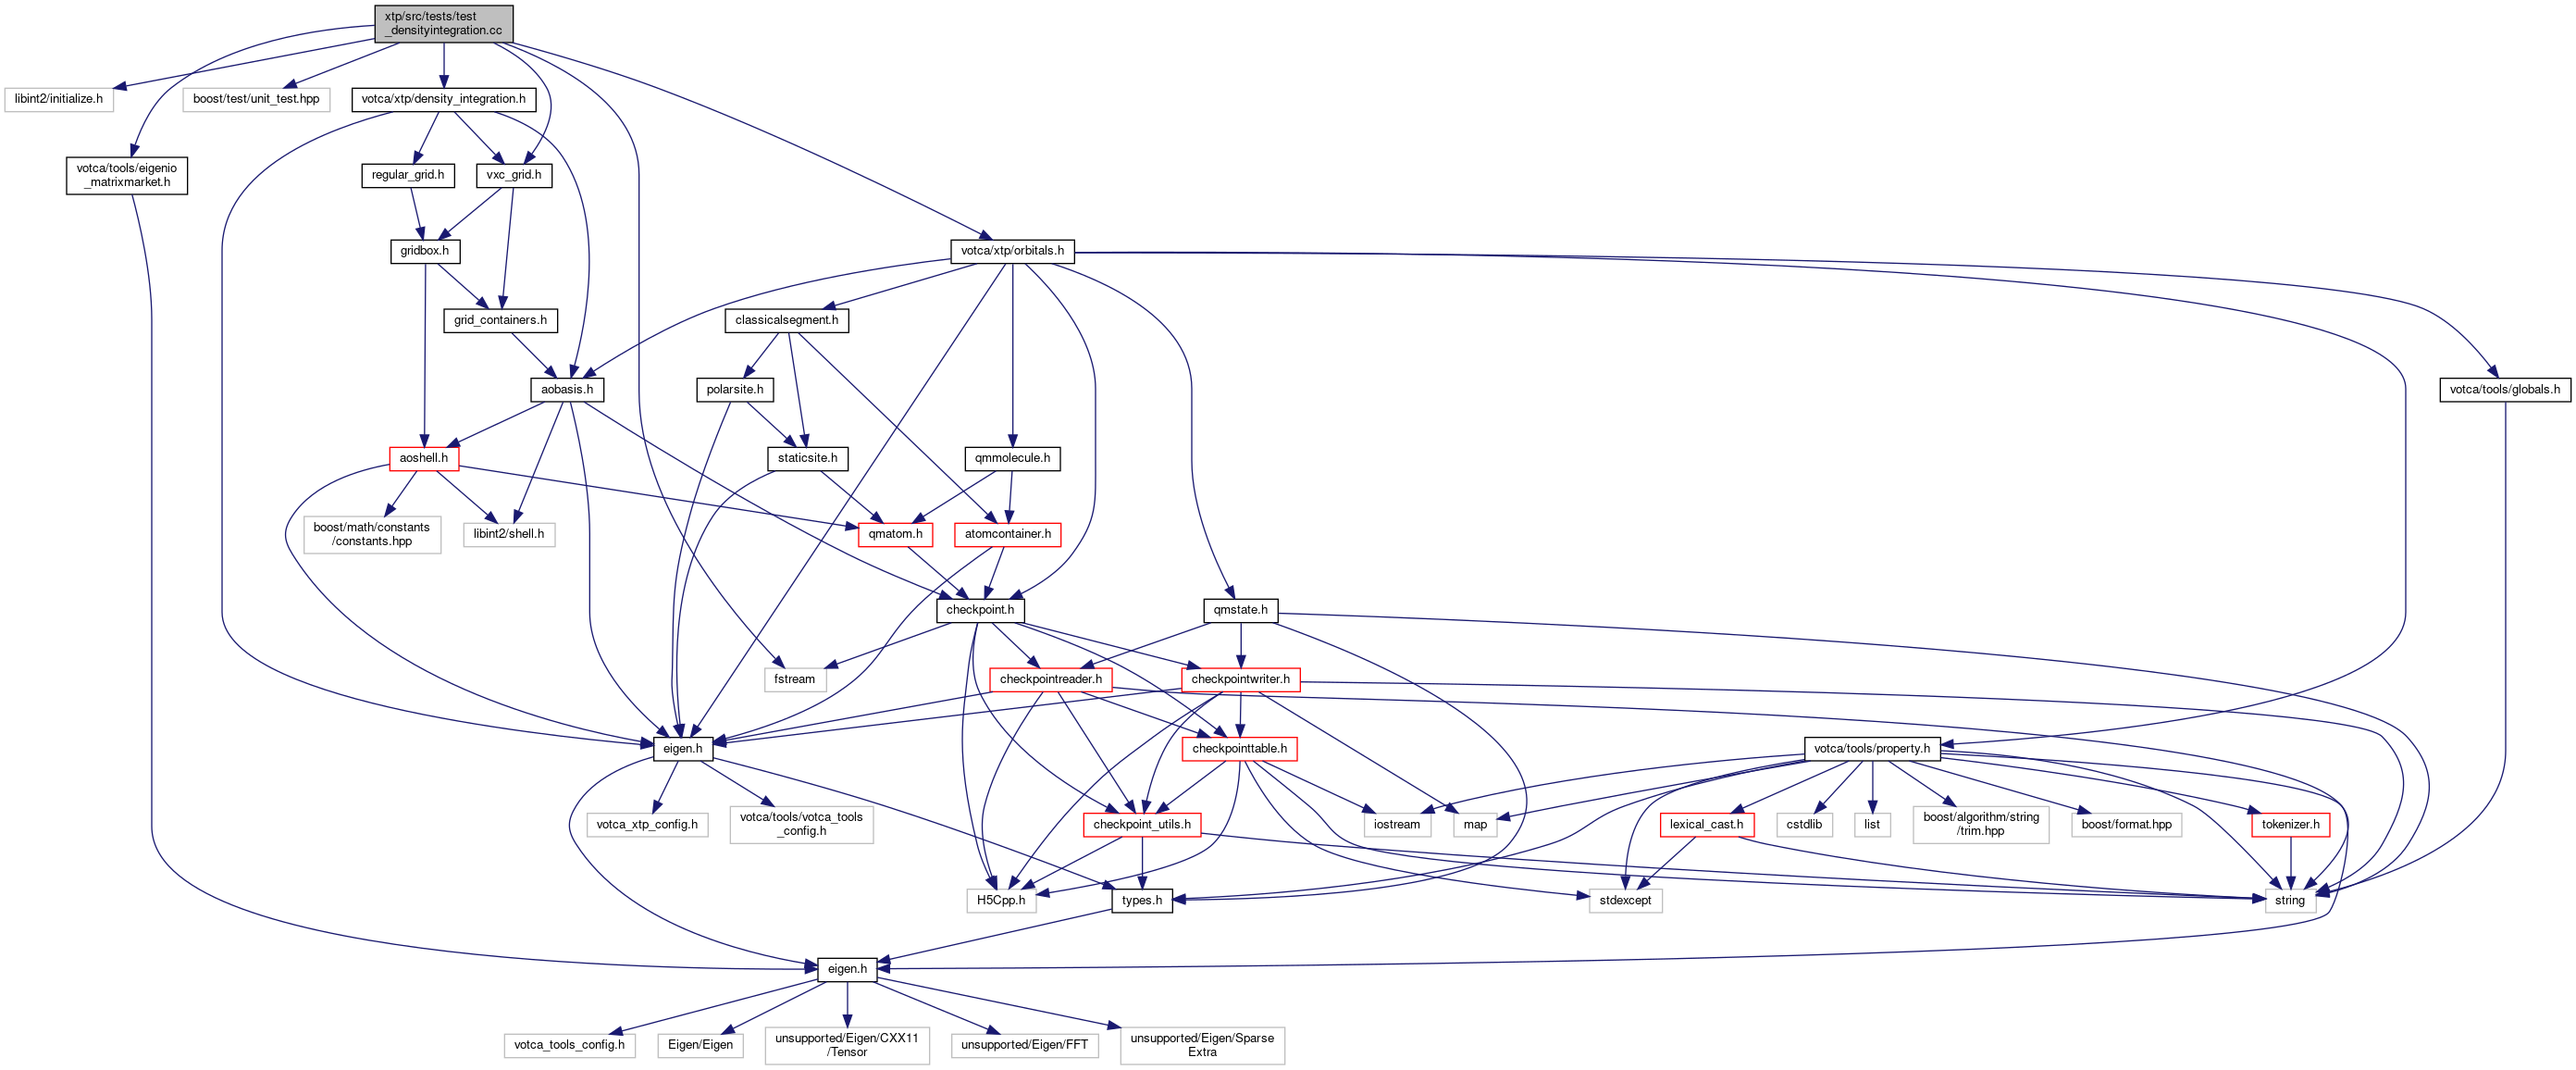 xtp/src/tests/test
_densityintegration.cc
libint2/initialize.h
boost/test/unit_test.hpp
votca/xtp/density_integration.h
votca/tools/eigenio
_matrixmarket.h
regular_grid.h
vxc_grid.h
gridbox.h
votca/xtp/orbitals.h
grid_containers.h
classicalsegment.h
aobasis.h
polarsite.h
votca/tools/globals.h
aoshell.h
staticsite.h
qmmolecule.h
boost/math/constants
/constants.hpp
libint2/shell.h
qmatom.h
atomcontainer.h
checkpoint.h
qmstate.h
fstream
checkpointreader.h
checkpointwriter.h
eigen.h
checkpointtable.h
votca/tools/property.h
votca_xtp_config.h
votca/tools/votca_tools
_config.h
checkpoint_utils.h
iostream
map
lexical_cast.h
cstdlib
list
boost/algorithm/string
/trim.hpp
boost/format.hpp
tokenizer.h
H5Cpp.h
types.h
stdexcept
string
eigen.h
votca_tools_config.h
Eigen/Eigen
unsupported/Eigen/CXX11
/Tensor
unsupported/Eigen/FFT
unsupported/Eigen/Sparse
Extra